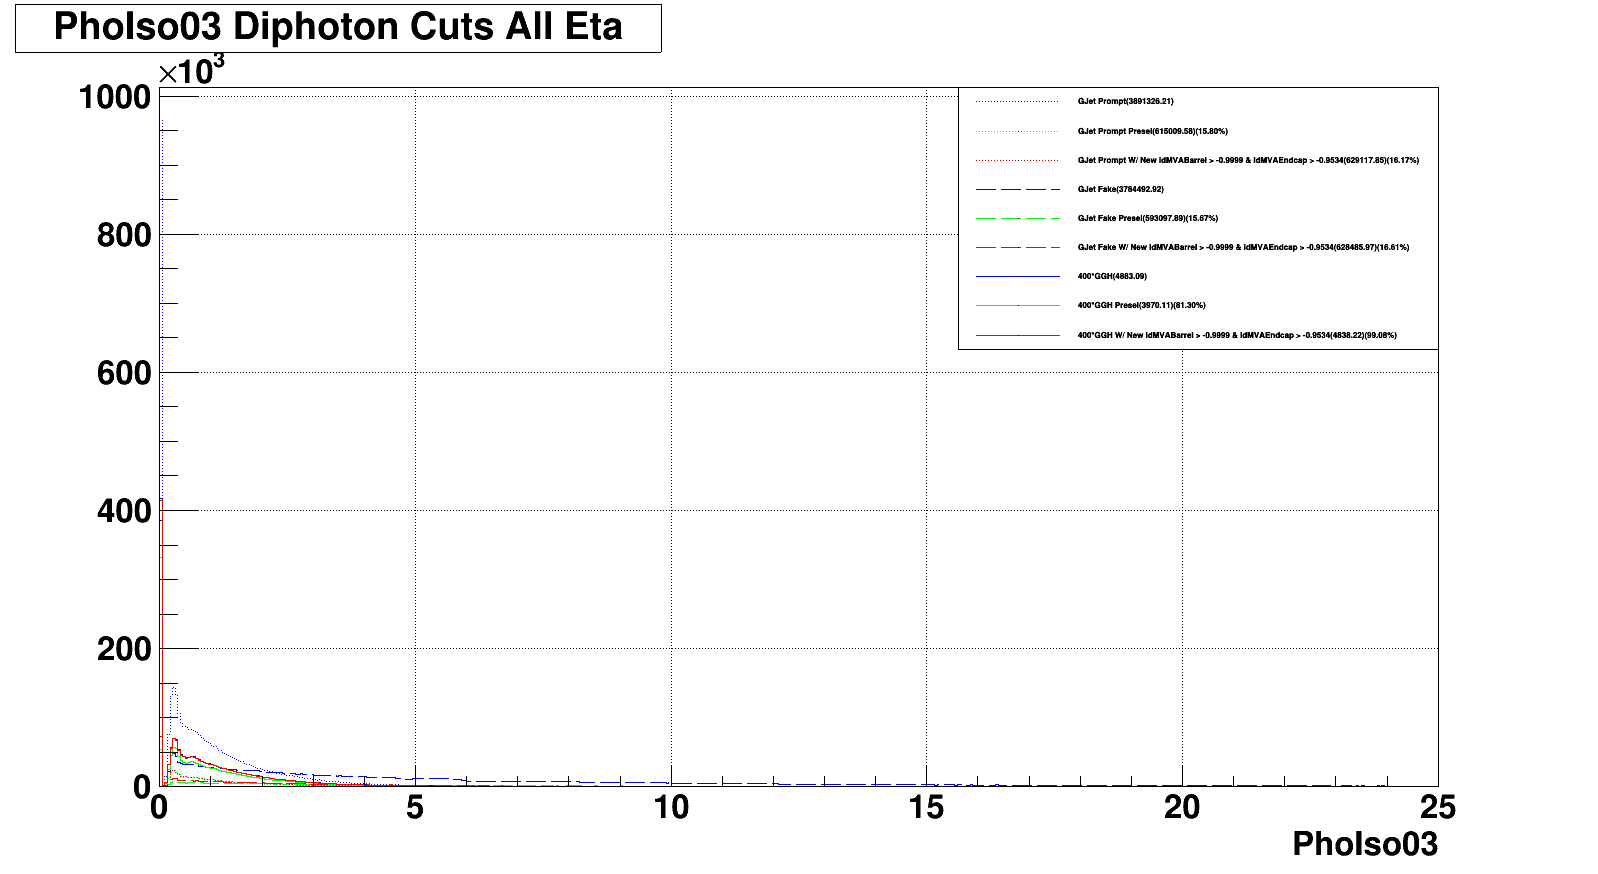 PhoIso03 Diphoton Cuts All Eta
×10³
1000
800
600
400
200
0
0 5 10 15 20 25
PhoIso03
GJet Prompt(3891326.21)
GJet Prompt Presel(615009.58)(15.80%)
GJet Prompt W/ New idMVABarrel > -0.9999 & idMVAEndcap > -0.9534(629117.85)(16.17%)
GJet Fake(3784492.92)
GJet Fake Presel(593097.89)(15.67%)
GJet Fake W/ New idMVABarrel > -0.9999 & idMVAEndcap > -0.9534(628485.97)(16.61%)
400*GGH(4883.09)
400*GGH Presel(3970.11)(81.30%)
400*GGH W/ New idMVABarrel > -0.9999 & idMVAEndcap > -0.9534(4838.22)(99.08%)